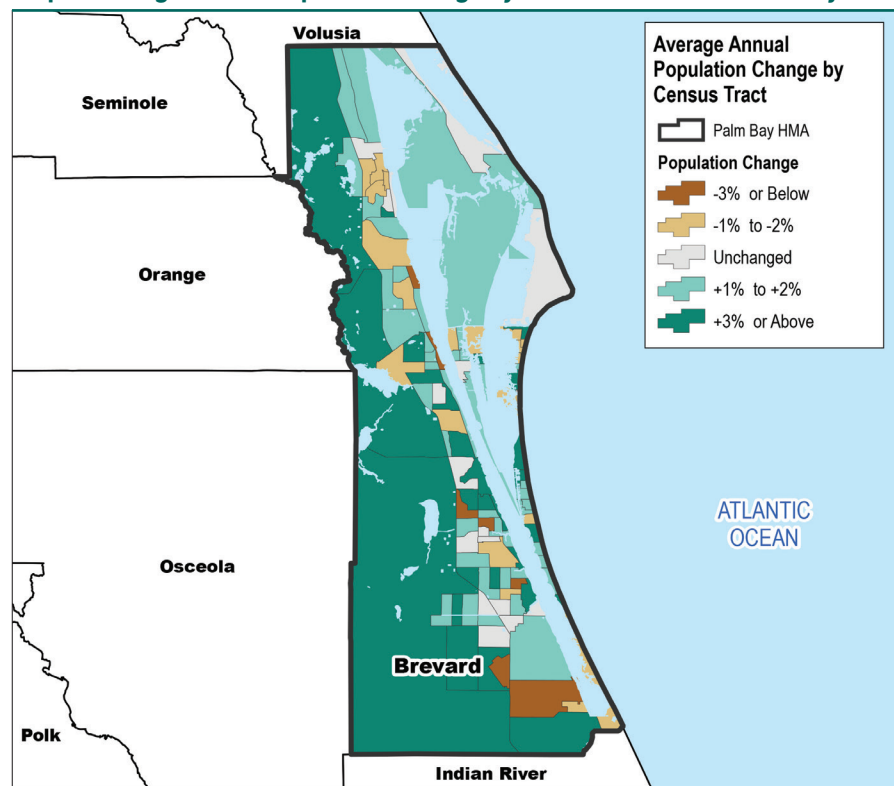 Volusia
Seminole
Orange
Osceola
Brevard
Polk
Indian River
ATLANTIC
OCEAN
Average Annual
Population Change by
Census Tract
Palm Bay HMA
Population Change
-3% or Below
-1% to -2%
Unchanged
+1% to +2%
+3% or Above